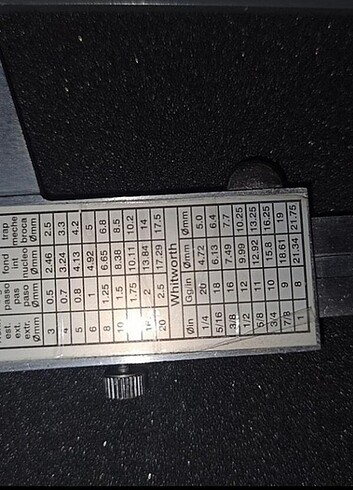 est. passo fond trap.
ext. pas int meche
extr. paso nucleo broca
Ømm Ømm Ømm Ømm
3 0.5 2.46 2.5
4 0.7 3.24 3.3
5 0.8 4.13 4.2
6 1 4.92 5
8 1.25 6.65 6.8
10 1.5 8.38 8.5
12 1.75 10.11 10.2
16 2 13.84 14
20 2.5 17.29 17.5
Whitworth
Øin Gg/in Ømm Ømm
1/4 20 4.72 5.0
5/16 18 6.13 6.4
3/8 16 7.49 7.7
1/2 12 9.99 10.25
5/8 11 12.92 13.25
3/4 10 15.8 16.25
7/8 9 18.61 19
1 8 21.34 21.75